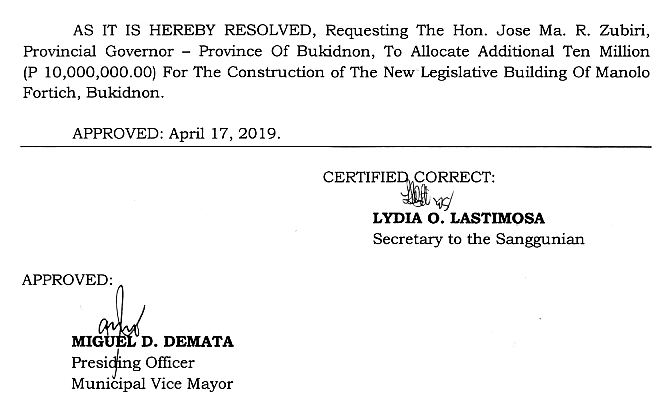 AS IT IS HEREBY RESOLVED, Requesting The Hon. Jose Ma. R. Zubiri,
Provincial Governor – Province Of Bukidnon, To Allocate Additional Ten Million
(P 10,000,000.00) For The Construction of The New Legislative Building Of Manolo
Fortich, Bukidnon.
APPROVED: April 17, 2019.
CERTIFIED CORRECT:
LYDIA O. LASTIMOSA
Secretary to the Sanggunian
APPROVED:
MIGUEL D. DEMATA
Presiding Officer
Municipal Vice Mayor